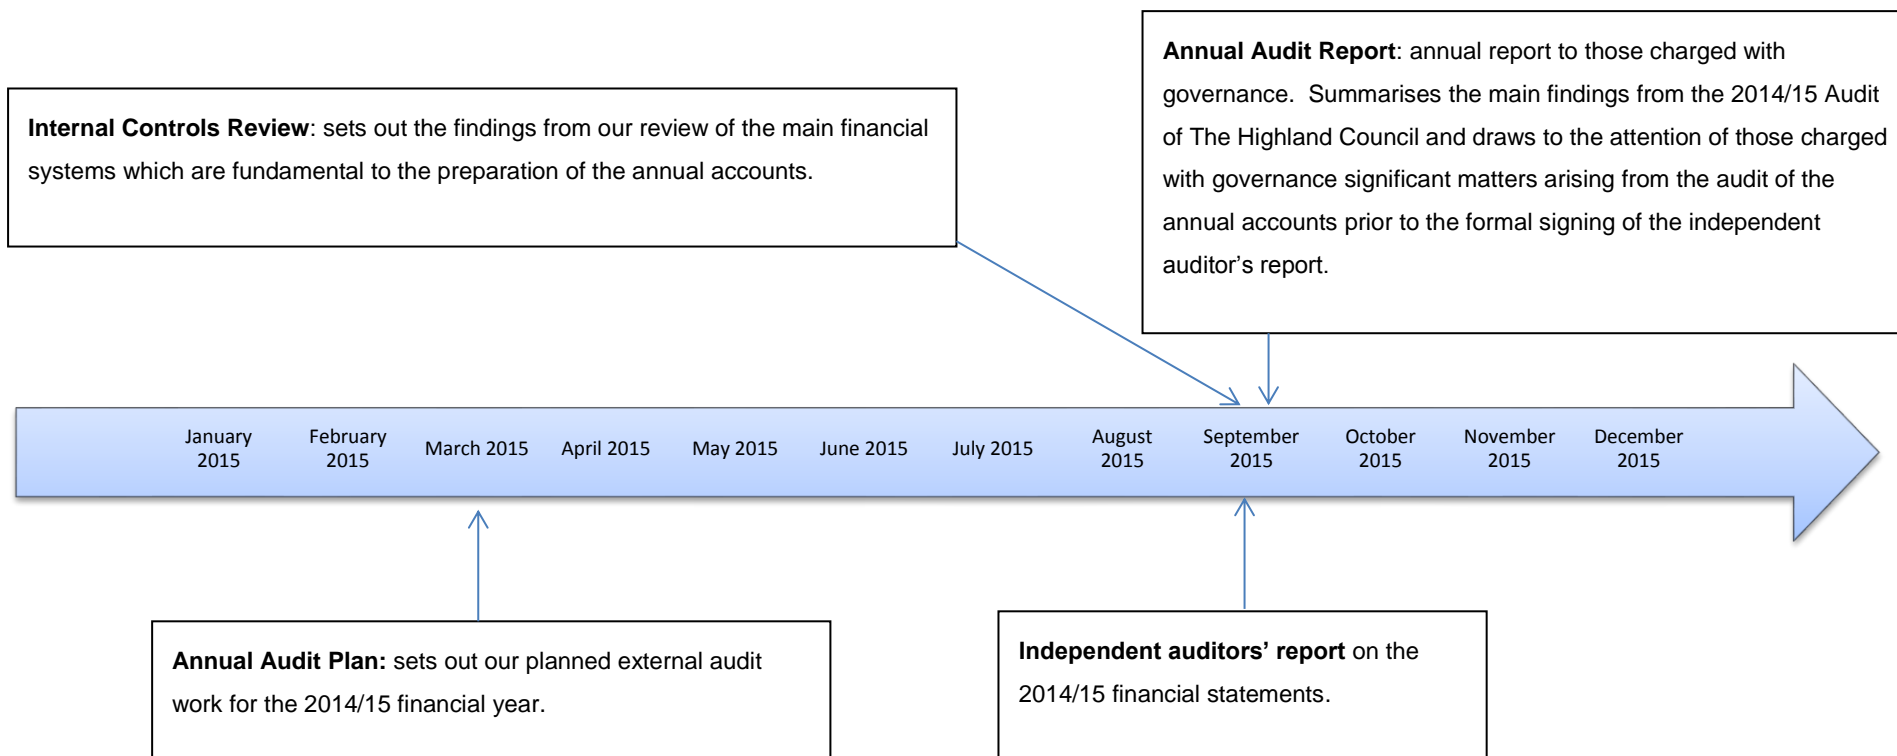 Annual Audit Report: annual report to those charged with
governance.  Summarises the main findings from the 2014/15 Audit
of The Highland Council and draws to the attention of those charged
with governance significant matters arising from the audit of the
annual accounts prior to the formal signing of the independent
auditor’s report.
Internal Controls Review: sets out the findings from our review of the main financial
systems which are fundamental to the preparation of the annual accounts.
January
2015
February
2015
March 2015
April 2015
May 2015
June 2015
July 2015
August
2015
September
2015
October
2015
November
2015
December
2015
Annual Audit Plan: sets out our planned external audit
work for the 2014/15 financial year.
Independent auditors’ report on the
2014/15 financial statements.